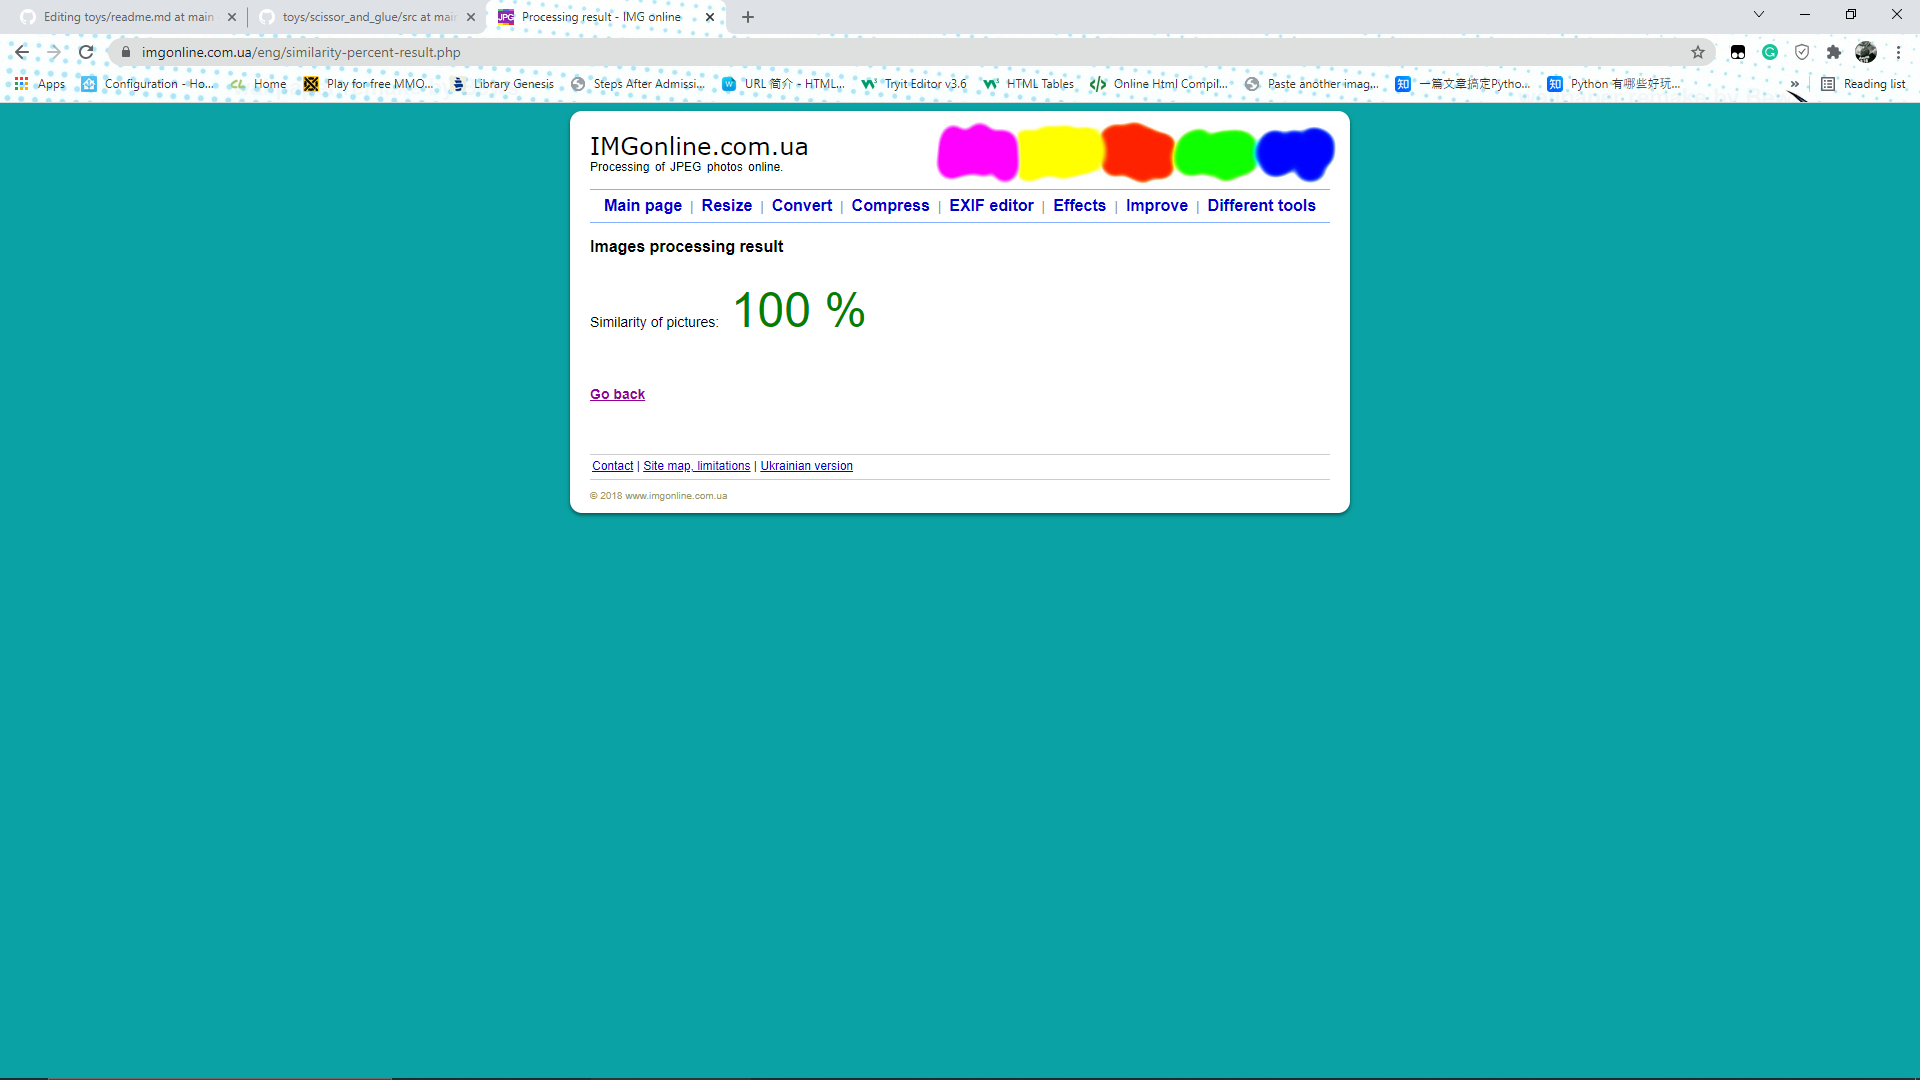 Editing toys/readme.md at main
toys/scissor_and_glue/src at main
JPG
Processing result - IMG online
imgonline.com.ua/eng/similarity-percent-result.php
Apps
Configuration - Ho...
Home
Play for free MMO...
Library Genesis
Steps After Admissi...
URL 简介 - HTML...
Tryit Editor v3.6
HTML Tables
Online Html Compil...
Paste another imag...
知 一篇文章搞定Pytho...
知 Python 有哪些好玩...
»
Reading list
IMGonline.com.ua
Processing of JPEG photos online.
Main page | Resize | Convert | Compress | EXIF editor | Effects | Improve | Different tools
Images processing result
Similarity of pictures: 100 %
Go back
Contact | Site map, limitations | Ukrainian version
© 2018 www.imgonline.com.ua